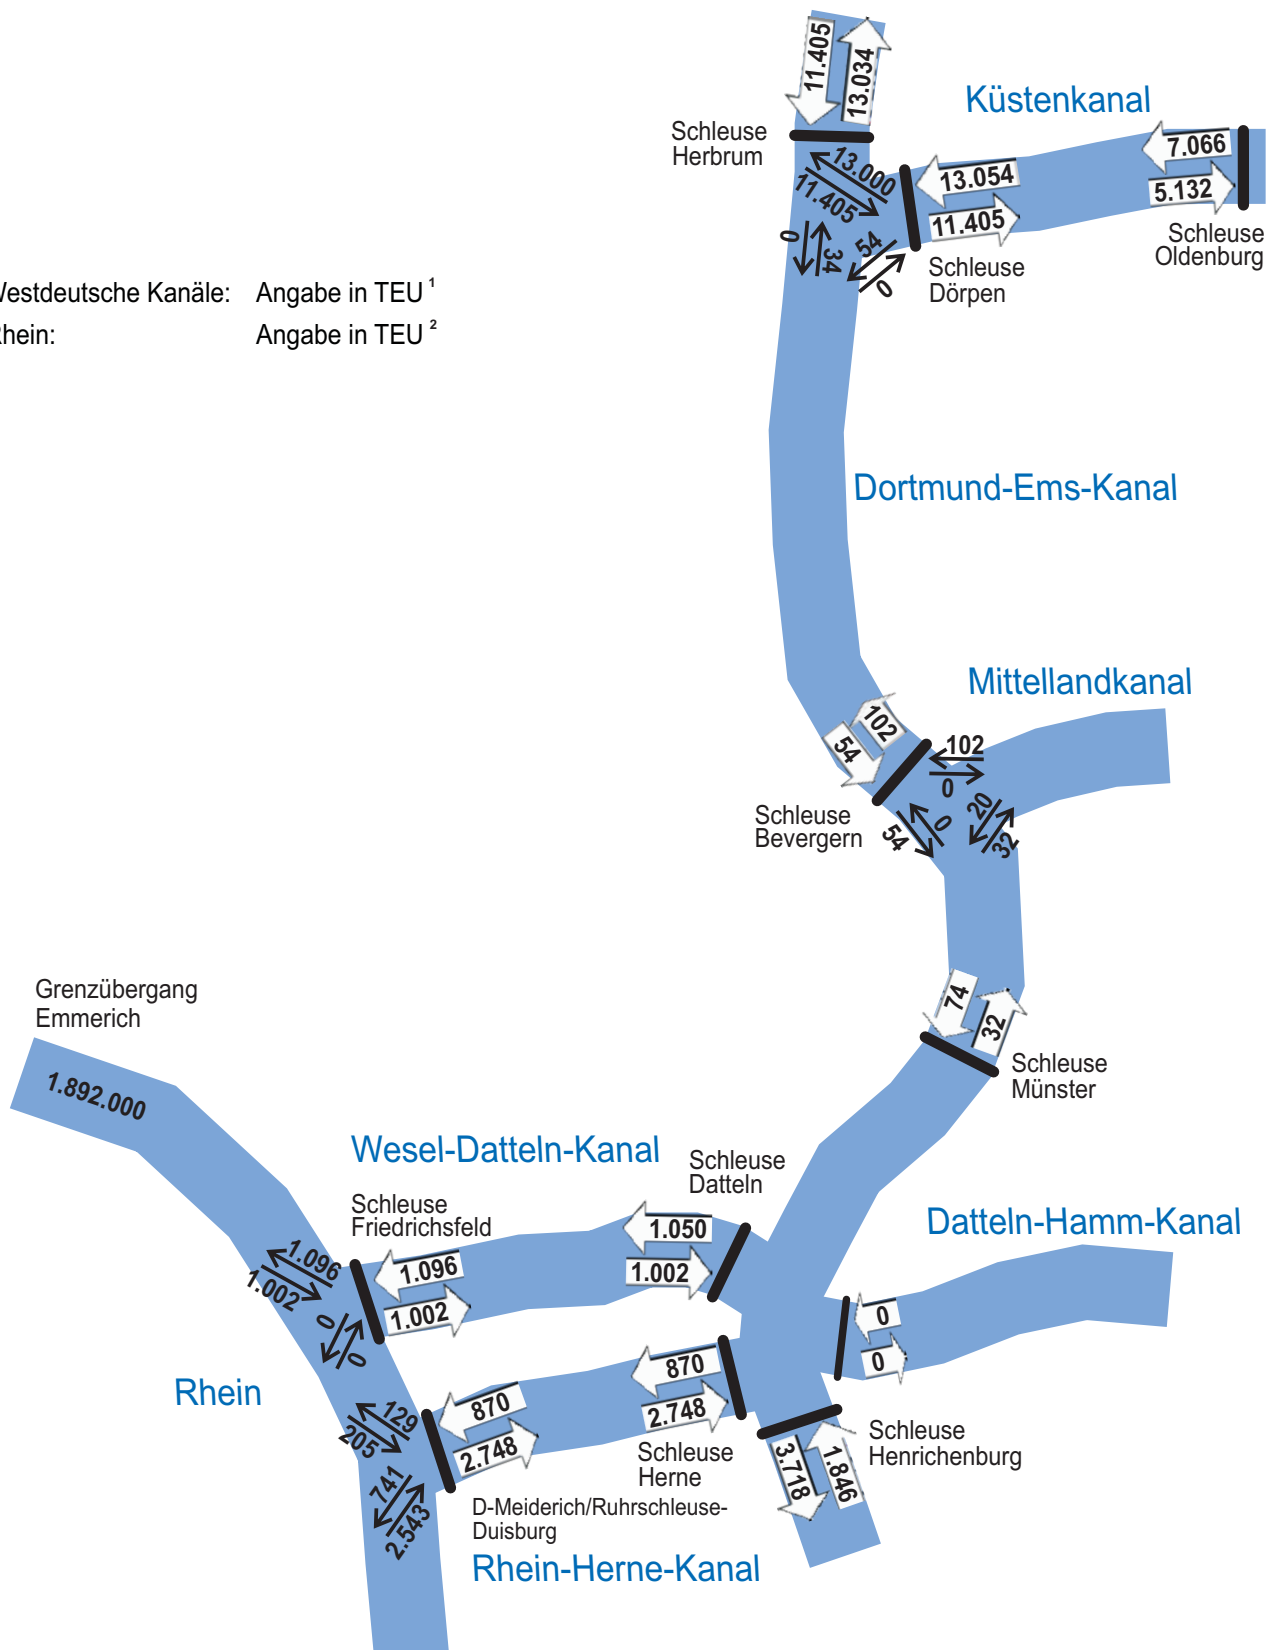 11.405
13.034
Küstenkanal
Schleuse
Herbrum
7.066
5.132
13.000
11.405
13.054
11.405
Schleuse
Oldenburg
0
34
54
0
Schleuse
Dörpen
Westdeutsche Kanäle: Angabe in TEU ¹
Rhein: Angabe in TEU ²
Dortmund-Ems-Kanal
Mittellandkanal
102
54
102
0
Schleuse
Bevergern
54
0
20
32
Grenzübergang
Emmerich
1.892.000
74
32
Schleuse
Münster
Wesel-Datteln-Kanal
Schleuse
Datteln
Schleuse
Friedrichsfeld
1.050
1.002
Datteln-Hamm-Kanal
1.096
1.002
1.096
1.002
0
0
0
0
Rhein
870
2.748
129
205
870
2.748
741
2.543
Schleuse
Herne
Schleuse
Henrichenburg
3.718
1.846
D-Meiderich/Ruhrschleuse-
Duisburg
Rhein-Herne-Kanal